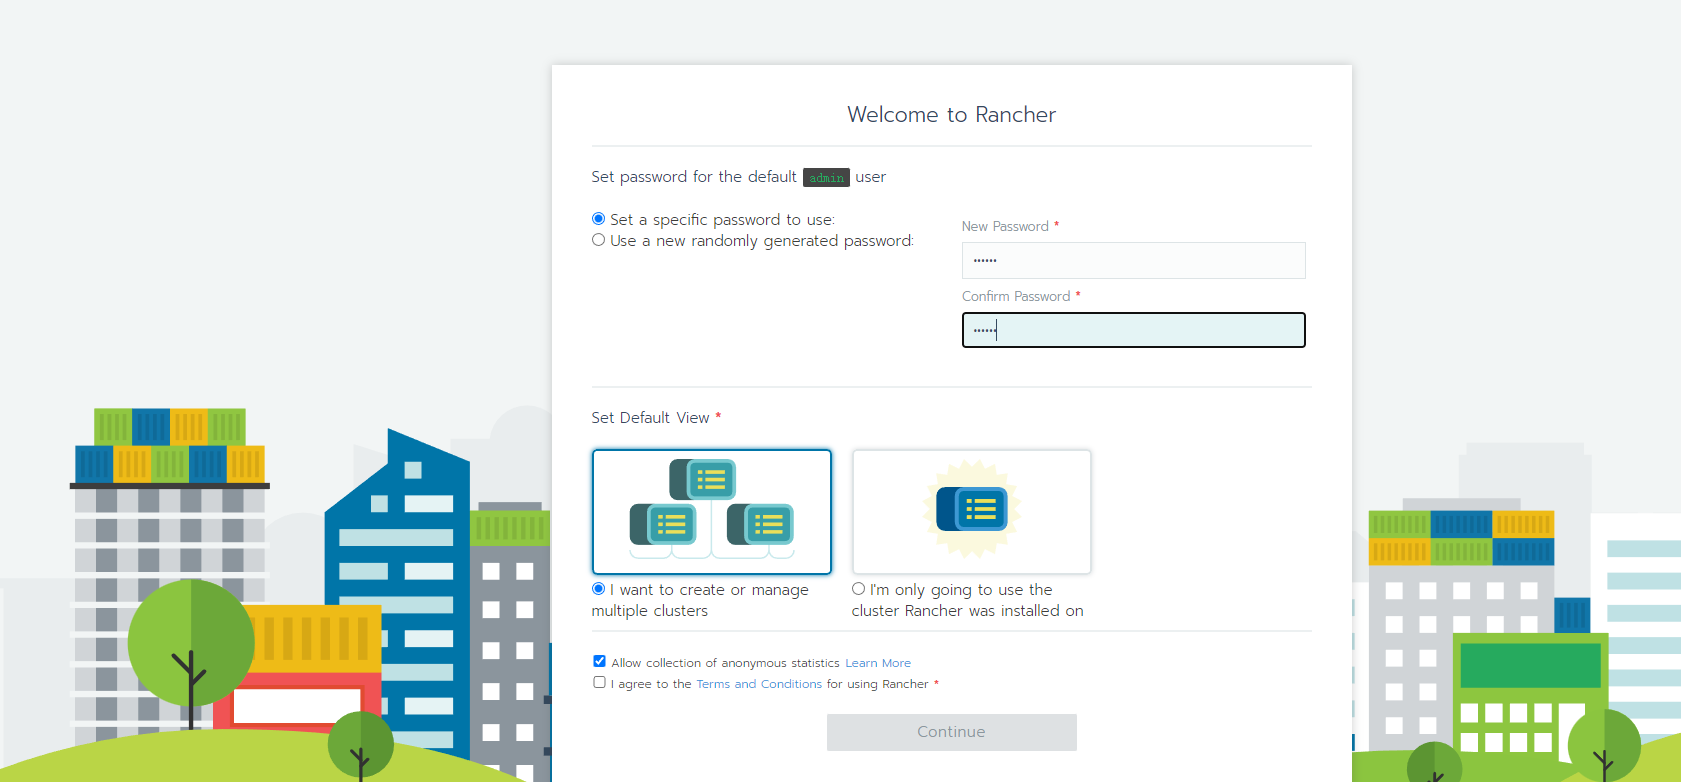 Welcome to Rancher
Set password for the default admin user
Set a specific password to use:
Use a new randomly generated password:
New Password *
••••••
Confirm Password *
••••••
Set Default View *
I want to create or manage
multiple clusters
I'm only going to use the
cluster Rancher was installed on
Allow collection of anonymous statistics Learn More
I agree to the Terms and Conditions for using Rancher *
Continue